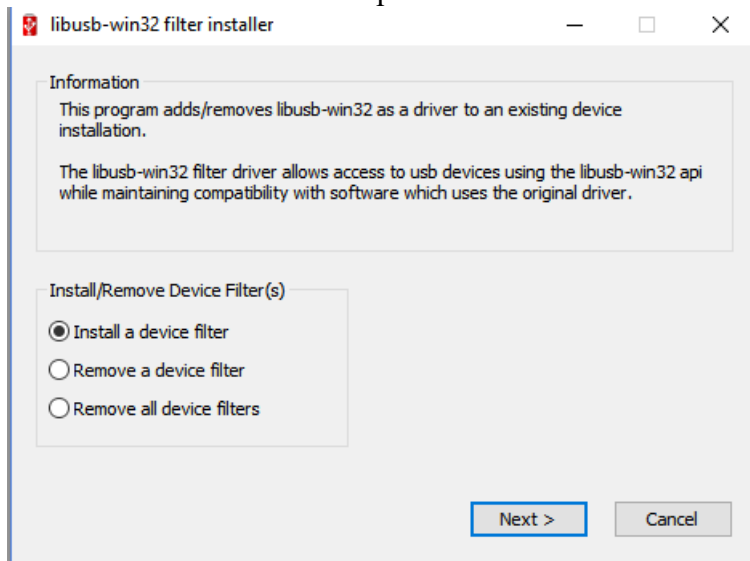 libusb-win32 filter installer
Information
This program adds/removes libusb-win32 as a driver to an existing device
installation.
The libusb-win32 filter driver allows access to usb devices using the libusb-win32 api
while maintaining compatibility with software which uses the original driver.
Install/Remove Device Filter(s)
Install a device filter
Remove a device filter
Remove all device filters
Next >
Cancel